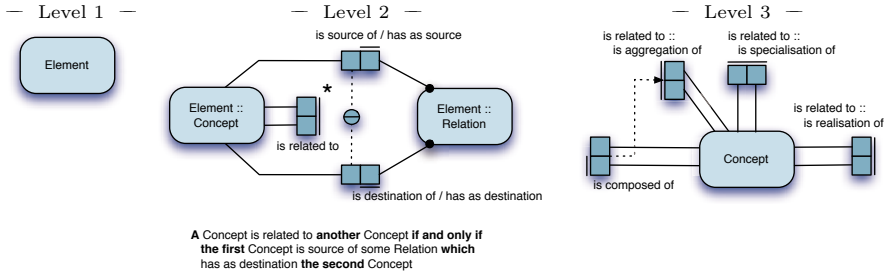 — Level 1 —
Element
— Level 2 —
is source of / has as source
Element ::
Concept
*
is related to
Element ::
Relation
is destination of / has as destination
A Concept is related to another Concept if and only if
the first Concept is source of some Relation which
has as destination the second Concept
— Level 3 —
is related to ::
is aggregation of
is related to ::
is specialisation of
is related to ::
is realisation of
Concept
is composed of